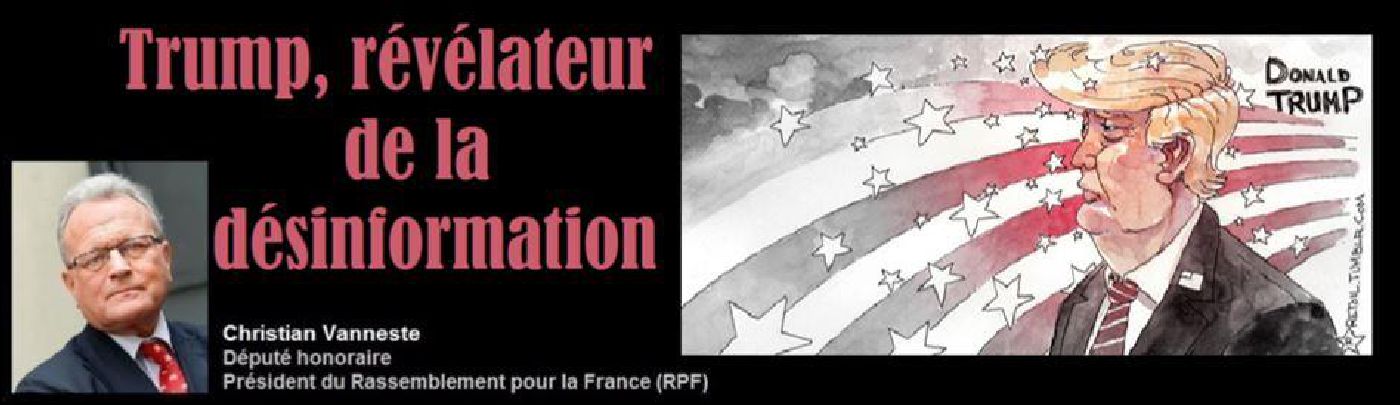 Trump, révélateur
de la
désinformation
Christian Vanneste
Député honoraire
Président du Rassemblement pour la France (RPF)
DONALD
TRUMP